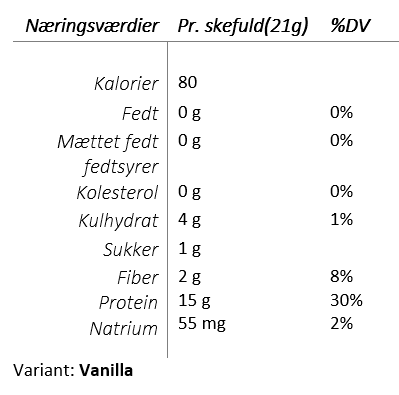 Næringsværdier Pr. skefuld(21g) %DV
Kalorier 80
Fedt 0 g 0%
Mættet fedt 0 g 0%
fedtsyrer
Kolesterol 0 g 0%
Kulhydrat 4 g 1%
Sukker 1 g
Fiber 2 g 8%
Protein 15 g 30%
Natrium 55 mg 2%
Variant: Vanilla